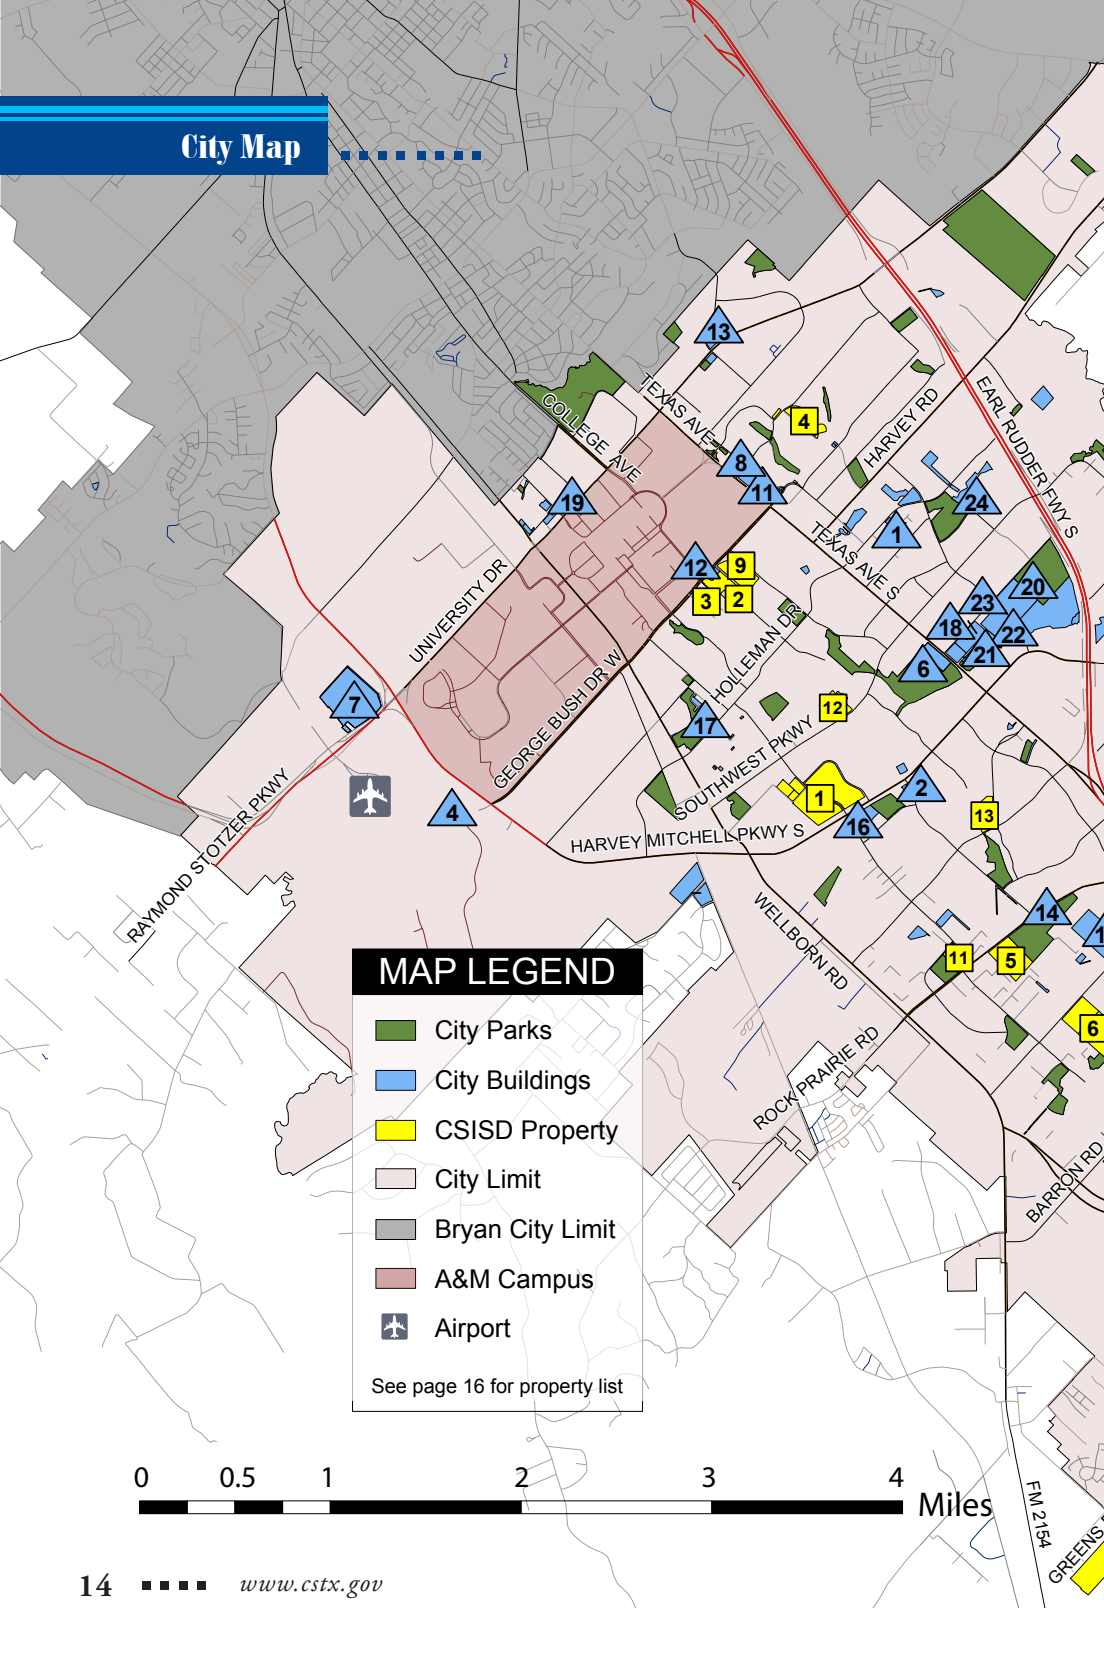 City Map
13
TEXAS AVE
COLLEGE AVE
4
HARVEY RD
EARL RUDDER FWY S
8
11
19
24
1
TEXAS AVE S
12
9
3
2
20
23
18
22
21
6
UNIVERSITY DR
HOLLEMAN DR
GEORGE BUSH DR W
7
17
12
SOUTHWEST PKWY
RAYMOND STOTZER PKWY
4
1
2
16
13
HARVEY MITCHELL PKWY S
WELLBORN RD
14
1
11
5
6
ROCK PRAIRIE RD
BARRON RD
MAP LEGEND
City Parks
City Buildings
CSISD Property
City Limit
Bryan City Limit
A&M Campus
Airport
See page 16 for property list
0 0.5 1 2 3 4
Miles
FM 2154
GREENS
14 www.cstx.gov